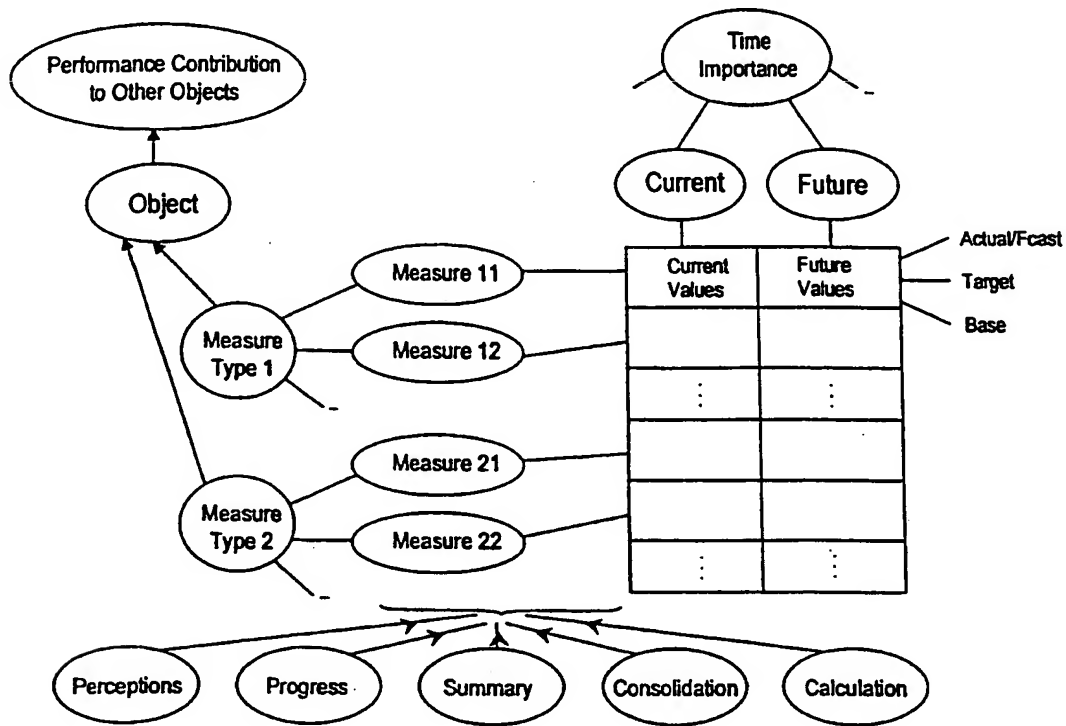 Performance Contribution
to Other Objects
Time
Importance
Object
Current
Future
Actual/Fcast
Target
Base
Current
Values
Future
Values
Measure 11
Measure
Type 1
Measure 12
Measure 21
Measure
Type 2
Measure 22
Perceptions
Progress
Summary
Consolidation
Calculation